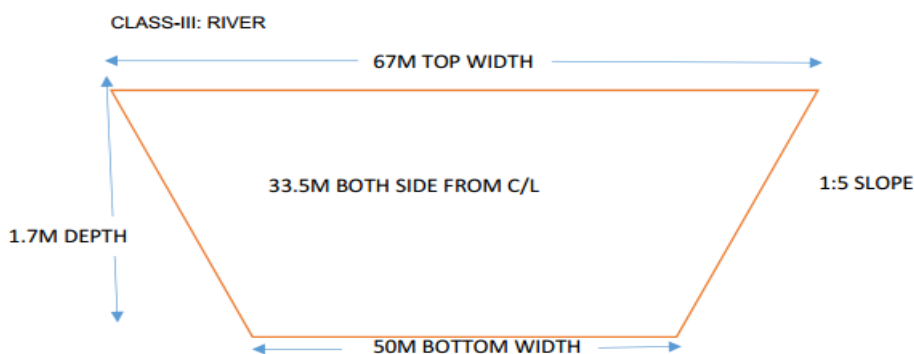 CLASS-III: RIVER
67M TOP WIDTH
33.5M BOTH SIDE FROM C/L
1:5 SLOPE
1.7M DEPTH
50M BOTTOM WIDTH